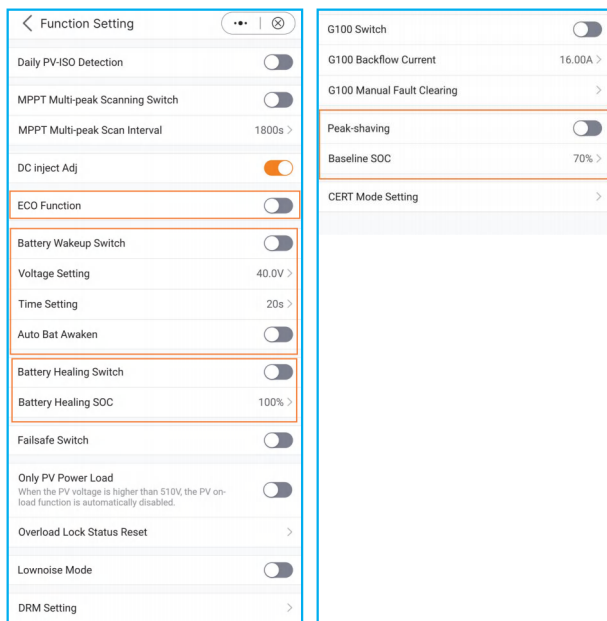 Function Setting
Daily PV-ISO Detection
MPPT Multi-peak Scanning Switch
MPPT Multi-peak Scan Interval 1800s
DC inject Adj
ECO Function
Battery Wakeup Switch
Voltage Setting 40.0V
Time Setting 20s
Auto Bat Awaken
Battery Healing Switch
Battery Healing SOC 100%
Failsafe Switch
Only PV Power Load
When the PV voltage is higher than 510V, the PV on-
load function is automatically disabled.
Overload Lock Status Reset
Lownoise Mode
DRM Setting
G100 Switch
G100 Backflow Current 16.00A
G100 Manual Fault Clearing
Peak-shaving
Baseline SOC 70%
CERT Mode Setting